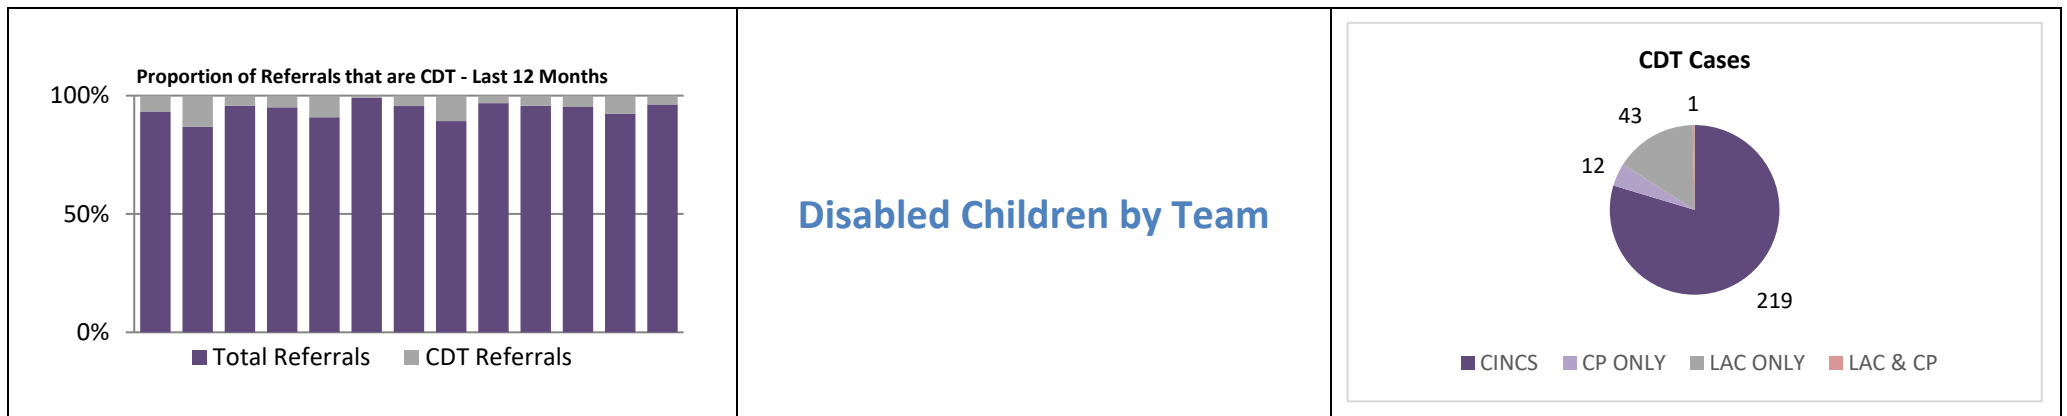 Proportion of Referrals that are CDT - Last 12 Months
100%
50%
0%
Total Referrals CDT Referrals
Disabled Children by Team
CDT Cases
1
43
12
219
CINCS CP ONLY LAC ONLY LAC & CP